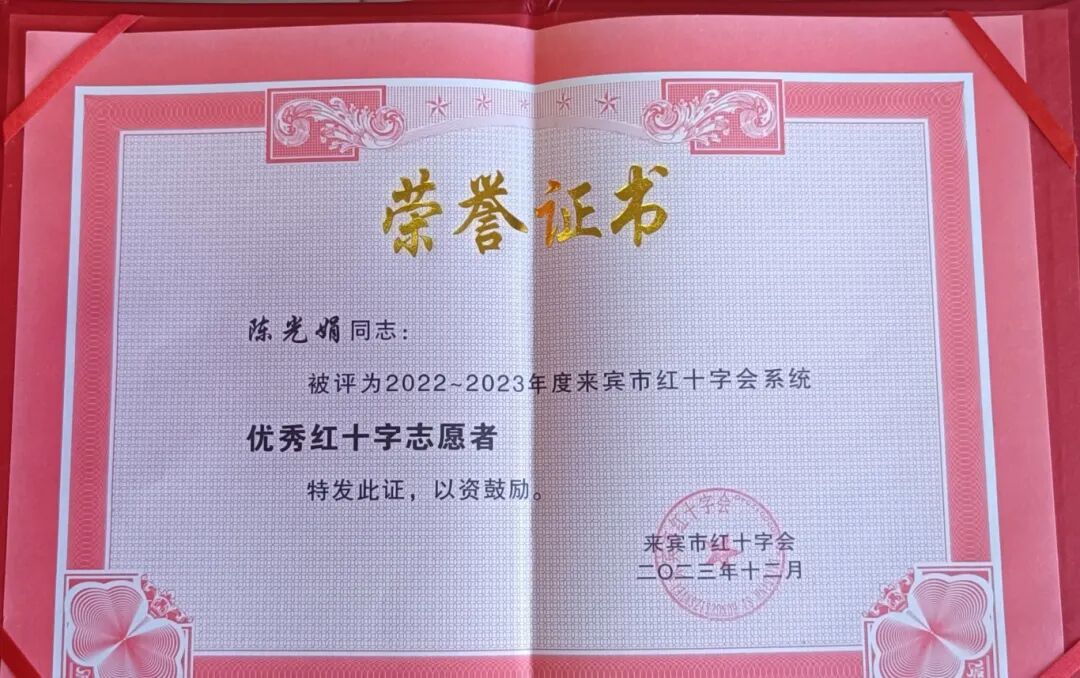 荣誉证书
陈光娟同志：
被评为2022~2023年度来宾市红十字会系统
优秀红十字志愿者
特发此证，以资鼓励。
来宾市红十字会
二〇二三年十二月